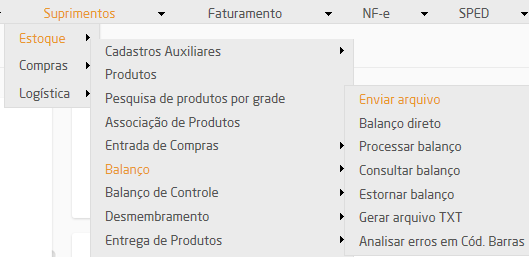 Suprimentos Faturamento NF-e SPED
Estoque
Compras
Logística
Cadastros Auxiliares
Produtos
Pesquisa de produtos por grade
Associação de Produtos
Entrada de Compras
Balanço
Balanço de Controle
Desmembramento
Entrega de Produtos
Enviar arquivo
Balanço direto
Processar balanço
Consultar balanço
Estornar balanço
Gerar arquivo TXT
Analisar erros em Cód. Barras